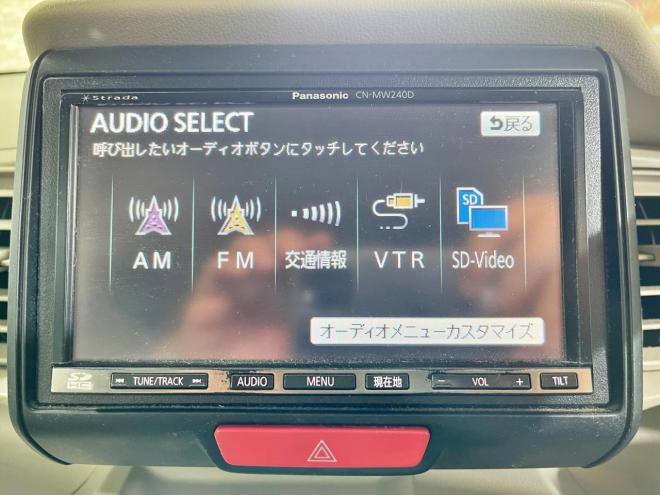 Strada
Panasonic CN-MW240D
AUDIO SELECT
戻る
呼び出したいオーディオボタンにタッチしてください
SD
AM
FM
交通情報
VTR
SD-Video
オーディオメニューカスタマイズ
SD HC
TUNE/TRACK
AUDIO
MENU
現在地
− VOL +
TILT